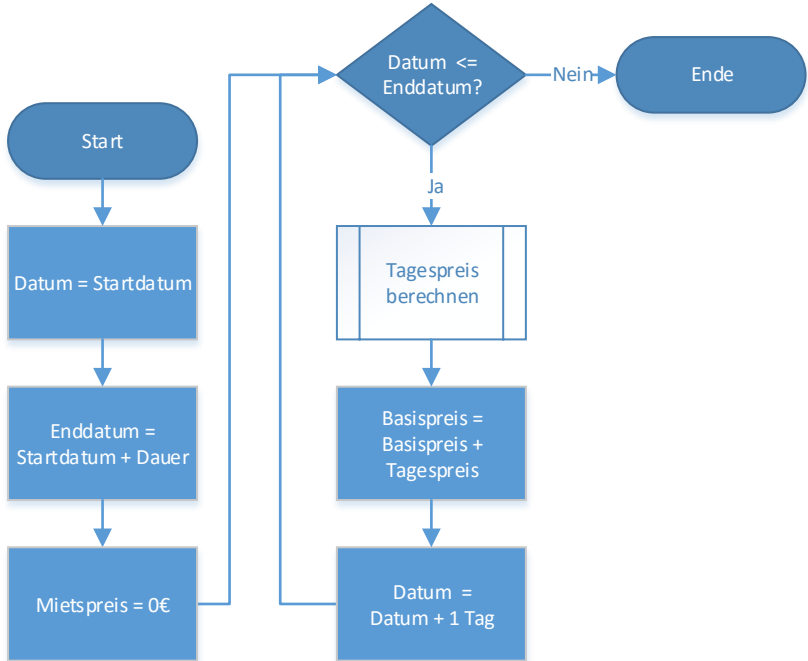 Start
Datum = Startdatum
Enddatum =
Startdatum + Dauer
Mietspreis = 0€
Datum <=
Enddatum?
Nein
Ende
Ja
Tagespreis
berechnen
Basispreis =
Basispreis +
Tagespreis
Datum =
Datum + 1 Tag